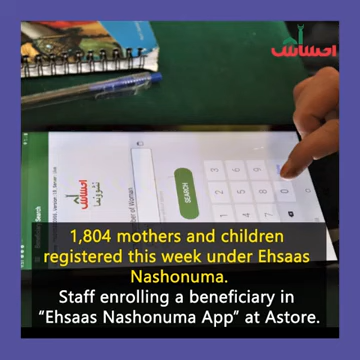 احساس
احساس
نشوونما
SEARCH
1,804 mothers and children
registered this week under Ehsaas
Nashonuma.
Staff enrolling a beneficiary in
“Ehsaas Nashonuma App” at Astore.